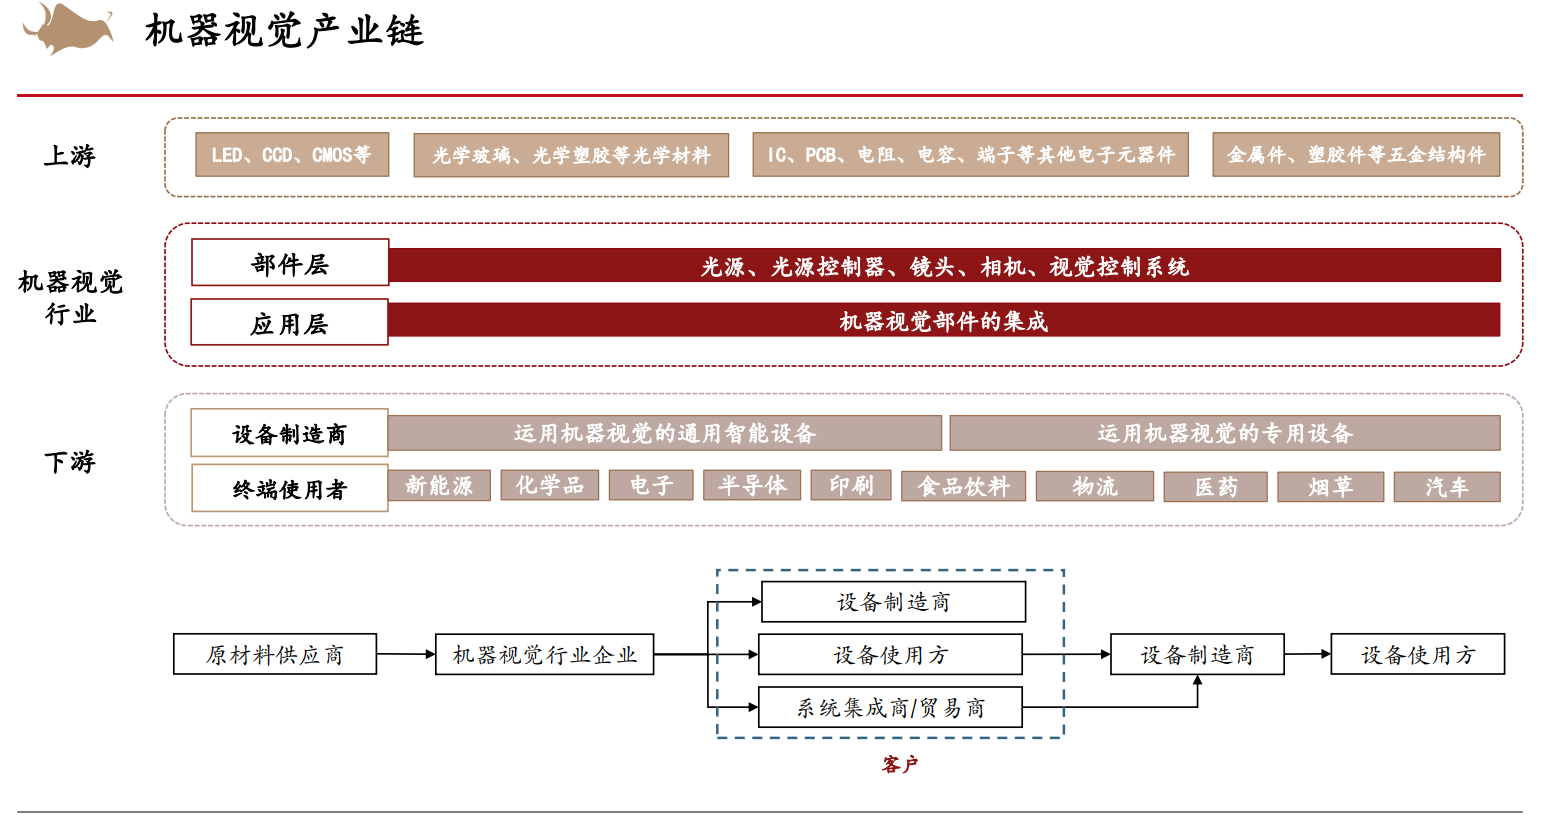 机器视觉产业链
上游
LED、CCD、CMOS等
光学玻璃、光学塑胶等光学材料
IC、PCB、电阻、电容、端子等其他电子元器件
金属件、塑胶件等五金结构件
机器视觉
行业
部件层
光源、光源控制器、镜头、相机、视觉控制系统
应用层
机器视觉部件的集成
下游
设备制造商
运用机器视觉的通用智能设备
运用机器视觉的专用设备
终端使用者
新能源
化学品
电子
半导体
印刷
食品饮料
物流
医药
烟草
汽车
原材料供应商
机器视觉行业企业
设备制造商
设备使用方
系统集成商/贸易商
设备制造商
设备使用方
客户